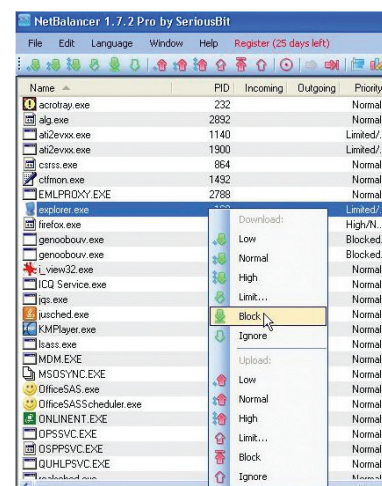 NetBalancer 1.7.2 Pro by SeriousBit
File Edit Language Window Help Register (25 days left)
Name PID Incoming Outgoing Priority
acrotray.exe 232 Normal
alg.exe 2892 Normal
ati2evxx.exe 1140 Limited/.
ati2evxx.exe 1900 Limited/.
csrss.exe 864 Normal
ctfmon.exe 1492 Normal
EMLPROXY.EXE 2788 Normal
explorer.exe Limited/.
firefox.exe Download: High/N..
genoobouv.exe Low Blocked.
genoobouv.exe Normal Blocked.
i_view32.exe Normal
ICQ Service.exe High Normal
jqs.exe Limit... Normal
jusched.exe Block Normal
KMPlayer.exe Ignore Normal
lsass.exe Normal
MDM.EXE Upload: Normal
MSOSYNC.EXE Low Normal
OfficeSAS.exe Normal
OfficeSASScheduler.exe Normal Normal
ONLINENT.EXE High Normal
OPSSVC.EXE Limit... Normal
OSPPSVC.EXE Block Normal
QUHLPSVC.EXE Normal
Ignore Normal